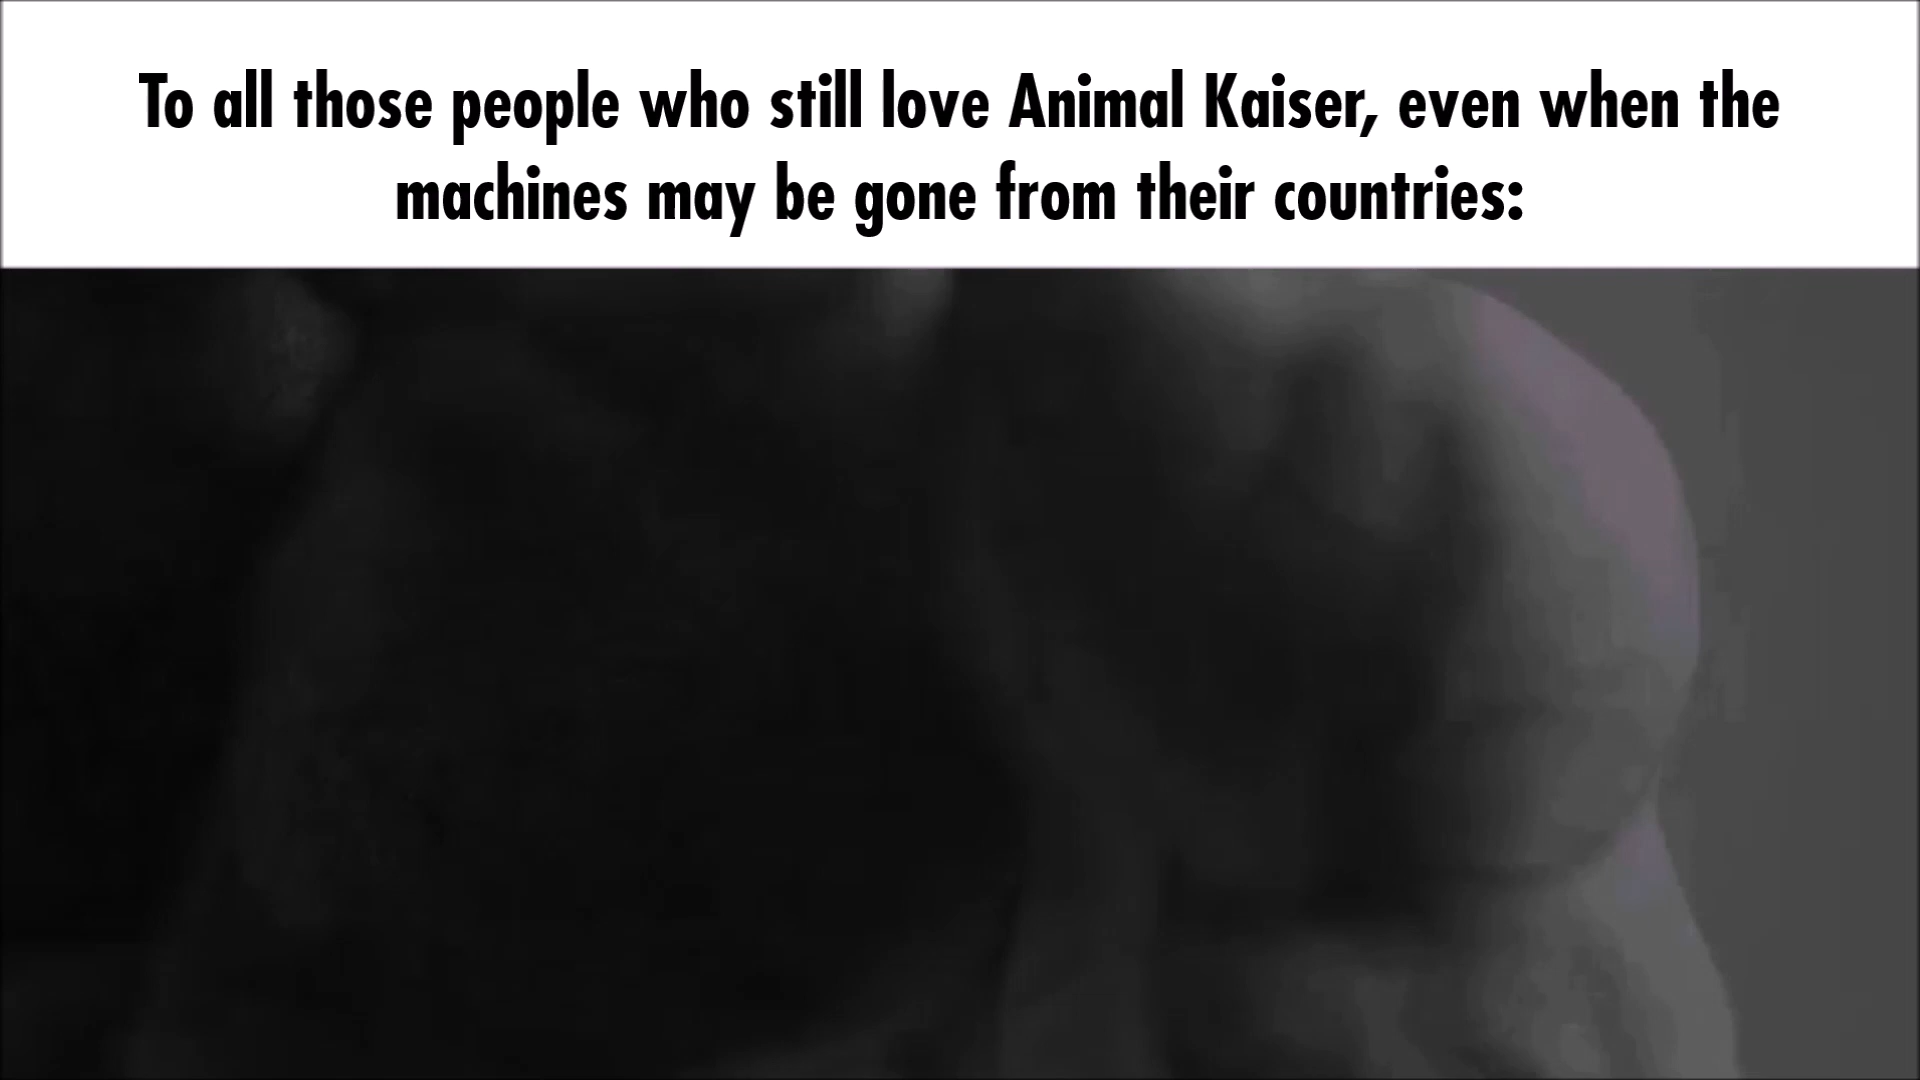 To all those people who still love Animal Kaiser, even when the
machines may be gone from their countries: